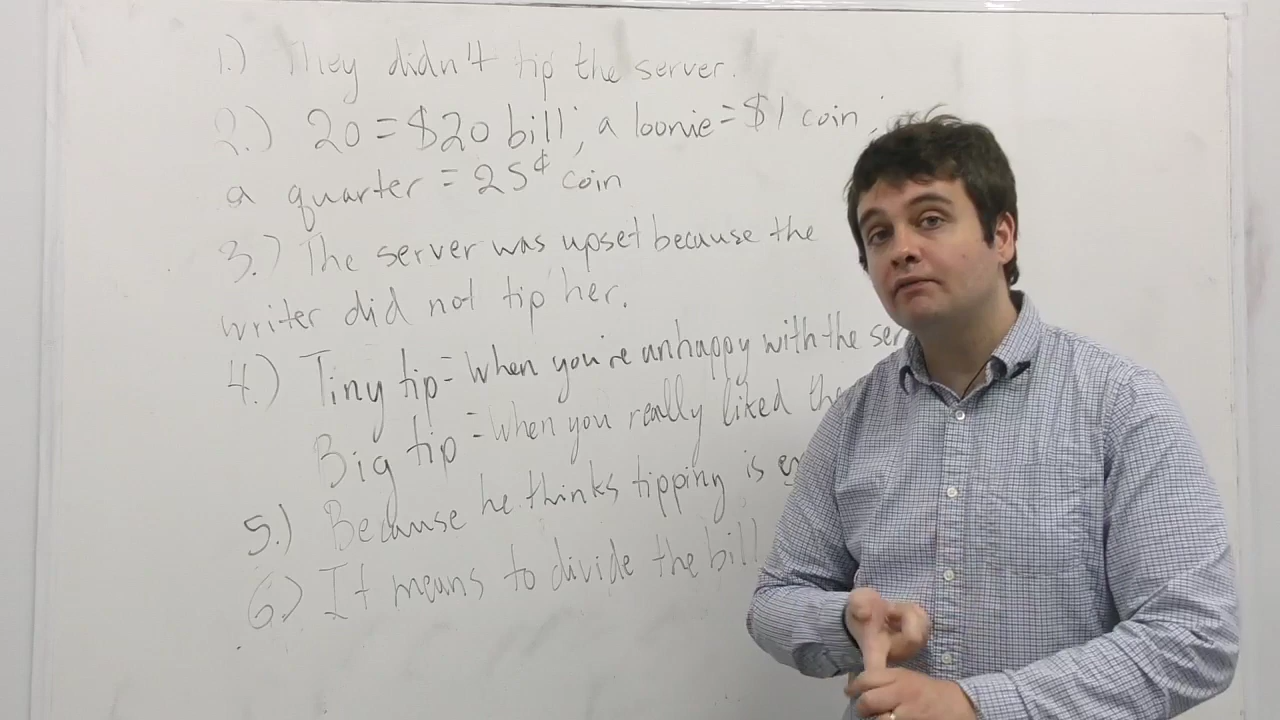 1.) They didn't tip the server.
2.) 20 = $20 bill; a loonie = $1 coin;
a quarter = 25¢ coin
3.) The server was upset because the
writer did not tip her.
4.) Tiny tip = when you're unhappy with the
Big tip = when you really liked the
5.) Because he thinks tipping is
6.) It means to divide the bill